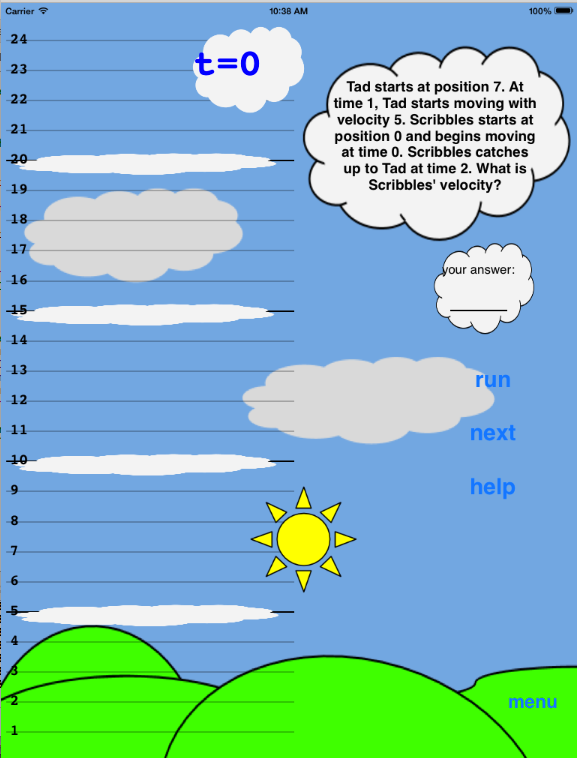 Carrier 10:38 AM 100%
24
t=0
23
22
21
20
19
18
17
16
15
14
13
12
11
10
9
8
7
6
5
4
3
2
1
Tad starts at position 7. At
time 1, Tad starts moving with
velocity 5. Scribbles starts at
position 0 and begins moving
at time 0. Scribbles catches
up to Tad at time 2. What is
Scribbles' velocity?
your answer:
run
next
help
menu